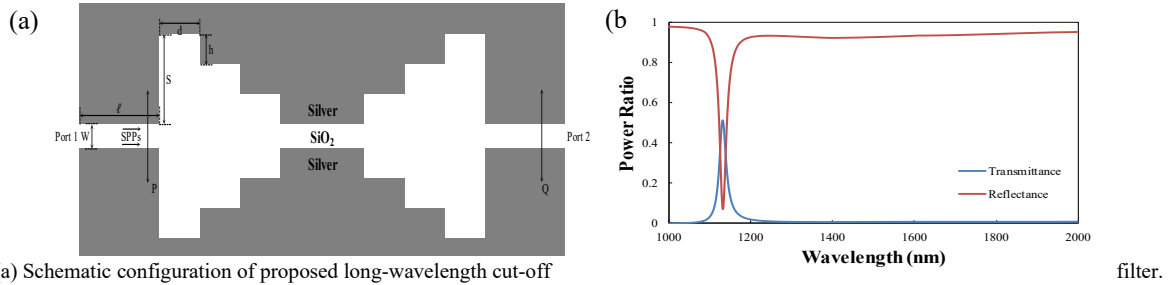 (a)
d
h
S
ℓ
Port 1 W
SPPs
P
Silver
SiO₂
Silver
Port 2
Q
(b
Power Ratio
1
0.8
0.6
0.4
0.2
0
Transmittance
Reflectance
1000 1200 1400 1600 1800 2000
Wavelength (nm)
a) Schematic configuration of proposed long-wavelength cut-off filter.